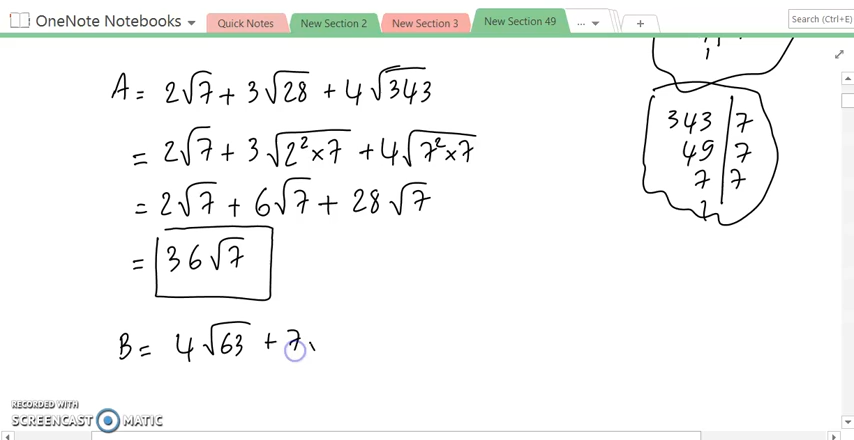 OneNote Notebooks
Quick Notes
New Section 2
New Section 3
New Section 49
...
+
Search (Ctrl+E)
A = 2√7 + 3√28 + 4√343
= 2√7 + 3√2²×7 + 4√7²×7
= 2√7 + 6√7 + 28√7
= 36√7
B = 4√63 + 7
343 | 7
49 | 7
7 | 7
1
RECORDED WITH
SCREENCAST MATIC